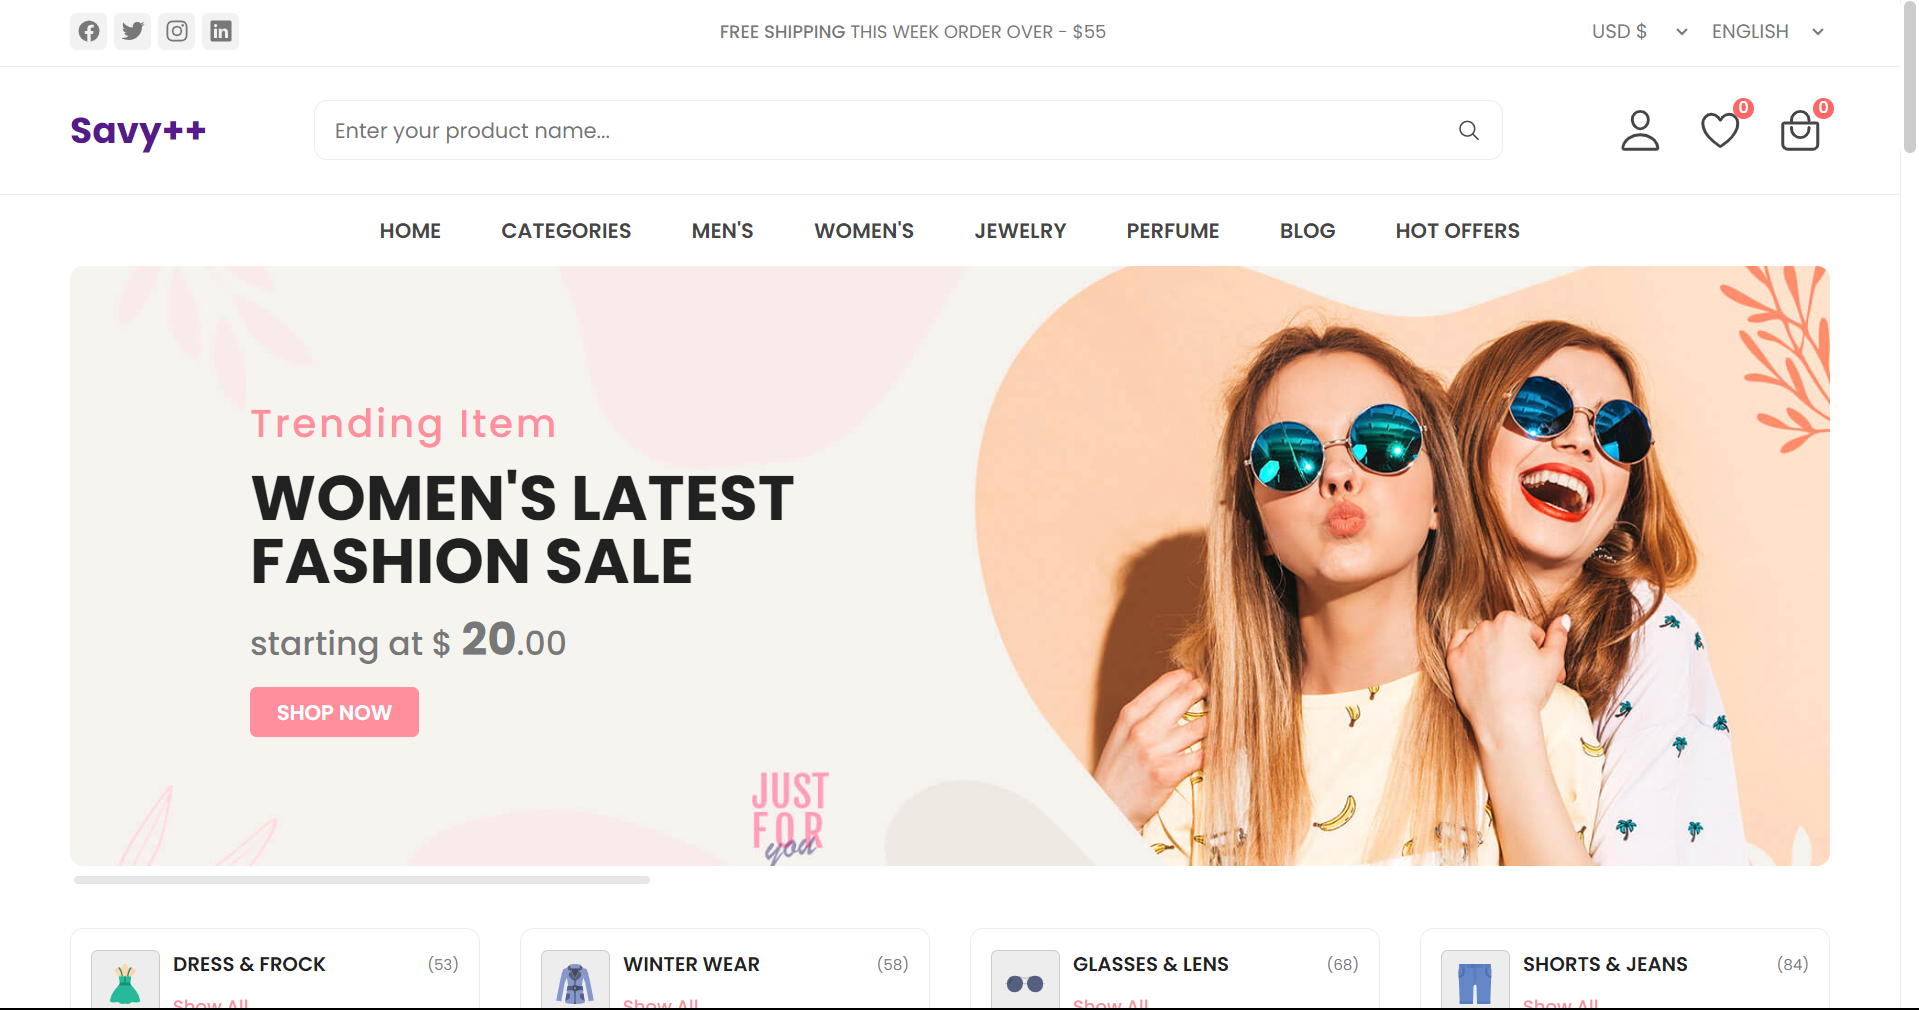 FREE SHIPPING THIS WEEK ORDER OVER - $55
USD $
ENGLISH
Savy++
Enter your product name...
0
0
HOME
CATEGORIES
MEN'S
WOMEN'S
JEWELRY
PERFUME
BLOG
HOT OFFERS
Trending Item
WOMEN'S LATEST
FASHION SALE
starting at $ 20.00
SHOP NOW
JUST
FOR
you
DRESS & FROCK
(53)
Show All
WINTER WEAR
(58)
Show All
GLASSES & LENS
(68)
Show All
SHORTS & JEANS
(84)
Show All